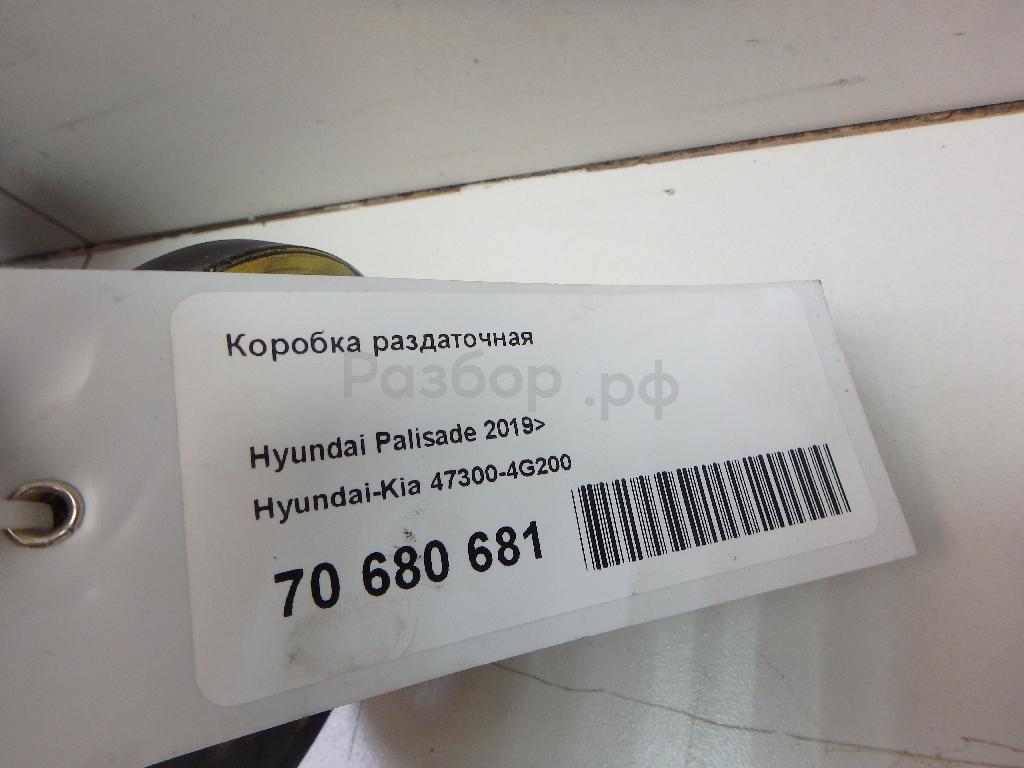 Коробка раздаточная
Разбор.рф
Hyundai Palisade 2019>
Hyundai-Kia 47300-4G200
70 680 681